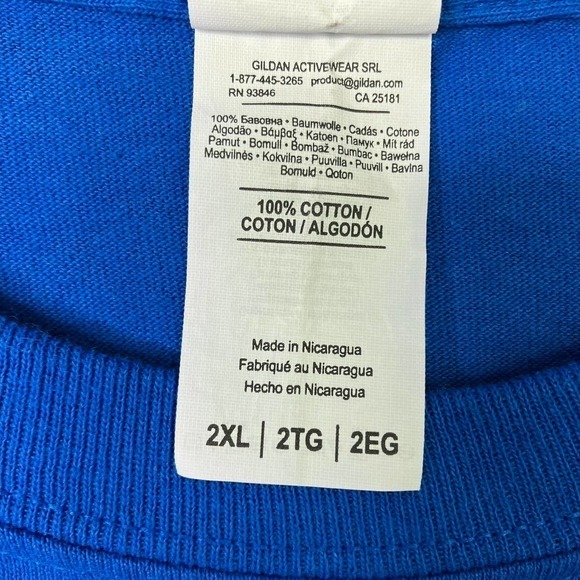 GILDAN ACTIVEWEAR SRL
1-877-445-3265 product@gildan.com
RN 93846 CA 25181
100% Бавовна • Baumwolle • Cadás • Cotone
Algodão • Βάμβαξ • Katoen • Памук • Mit rád
Pamut • Bomull • Bombaž • Bumbac • Bawełna
Medvilnės • Kokvilna • Puuvilla • Puuvill • Bavlna
Bomuld • Qoton
100% COTTON /
COTON / ALGODÓN
Made in Nicaragua
Fabriqué au Nicaragua
Hecho en Nicaragua
2XL | 2TG | 2EG